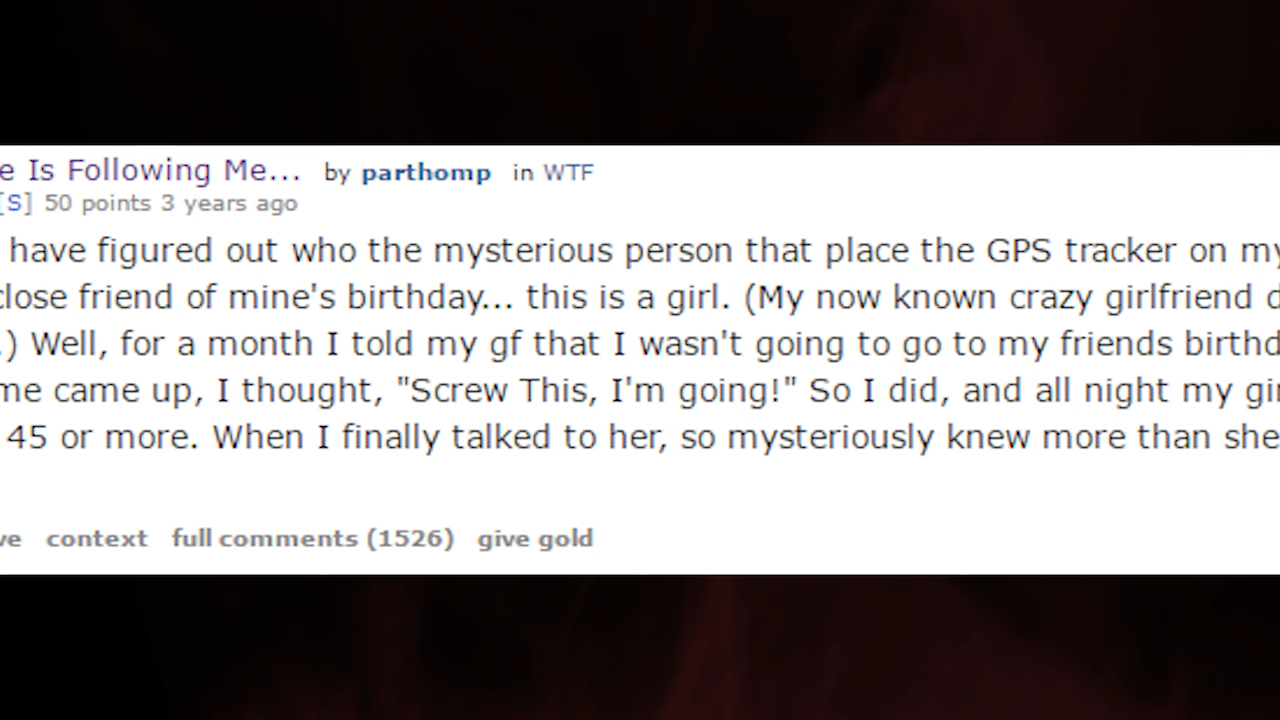 e Is Following Me... by parthomp in WTF
[S] 50 points 3 years ago
have figured out who the mysterious person that place the GPS tracker on my
close friend of mine's birthday... this is a girl. (My now known crazy girlfriend d
.) Well, for a month I told my gf that I wasn't going to go to my friends birthd
me came up, I thought, "Screw This, I'm going!" So I did, and all night my gir
45 or more. When I finally talked to her, so mysteriously knew more than she
ve context full comments (1526) give gold